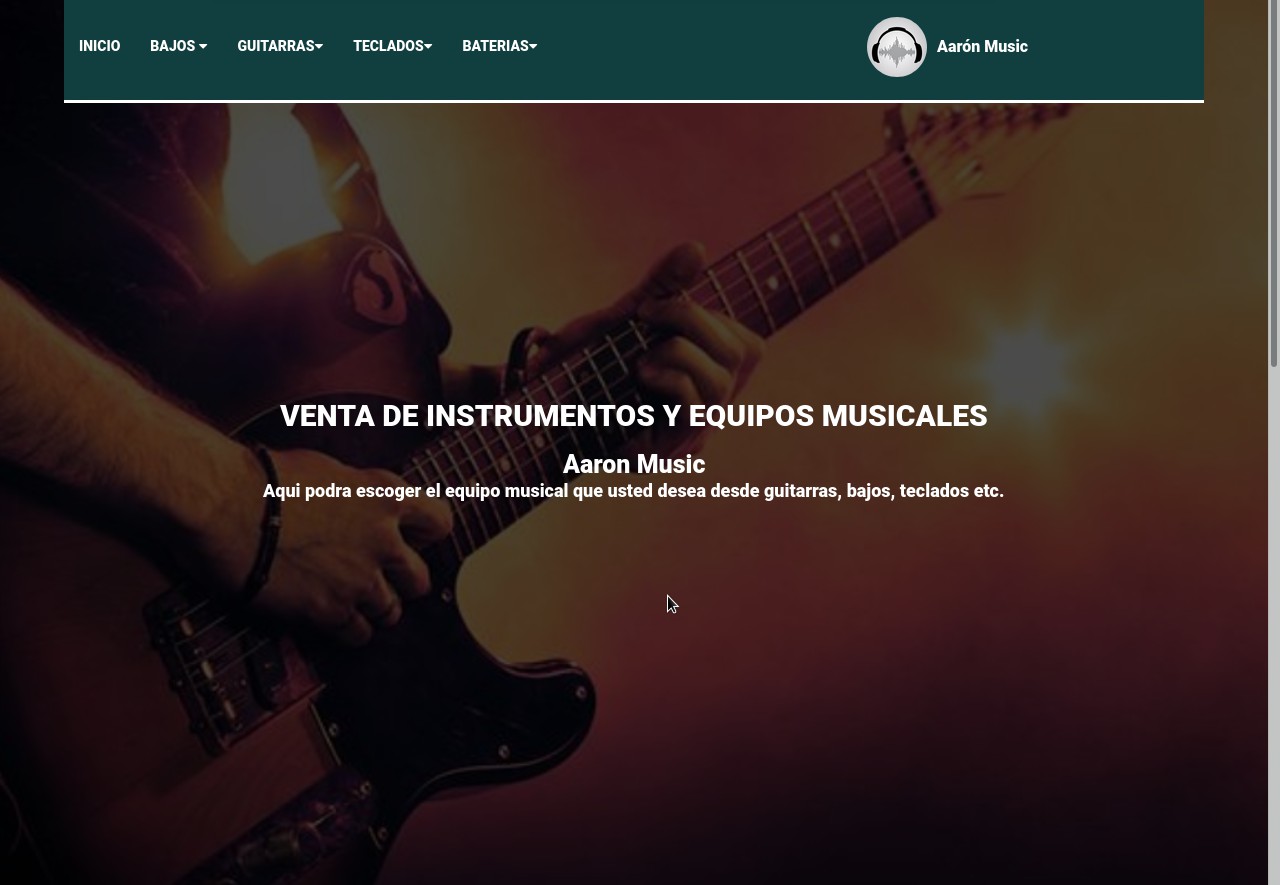 INICIO BAJOS GUITARRAS TECLADOS BATERIAS Aarón Music
VENTA DE INSTRUMENTOS Y EQUIPOS MUSICALES
Aaron Music
Aqui podra escoger el equipo musical que usted desea desde guitarras, bajos, teclados etc.